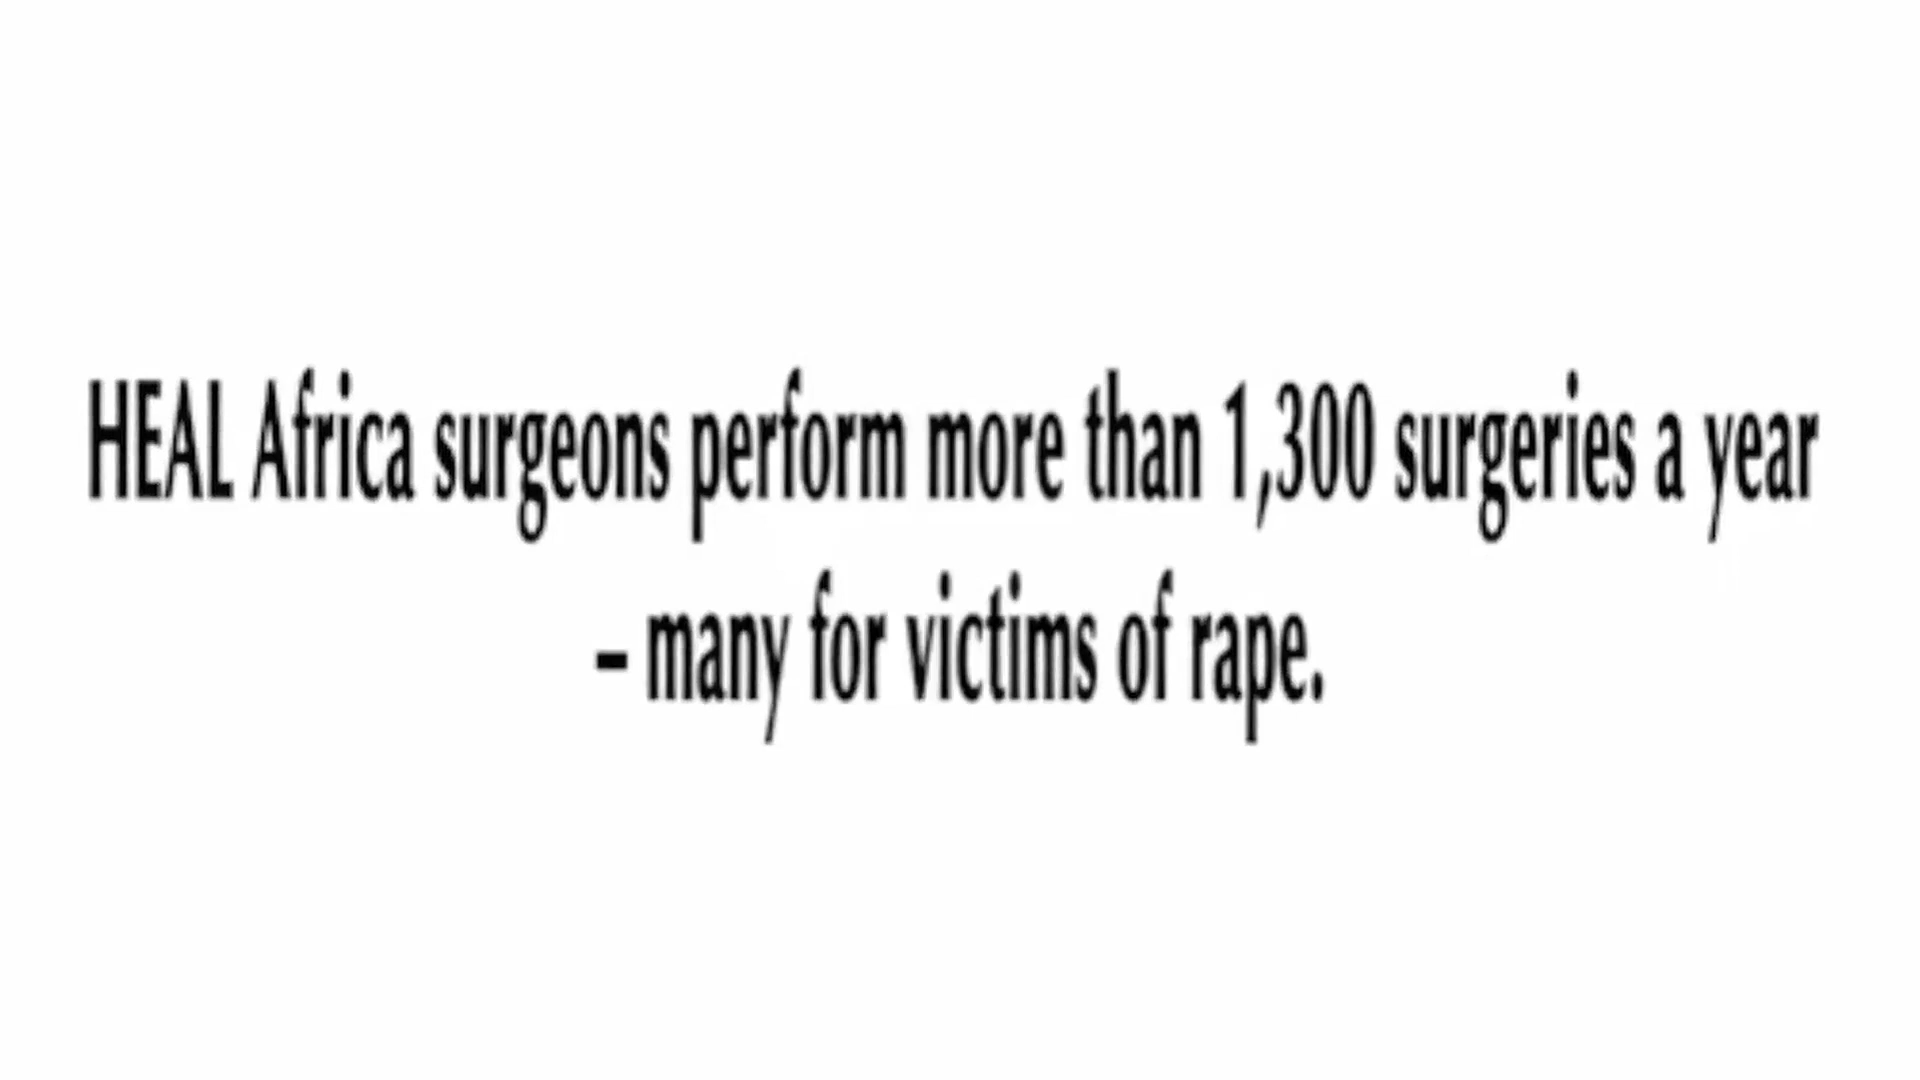 HEAL Africa surgeons perform more than 1,300 surgeries a year
– many for victims of rape.